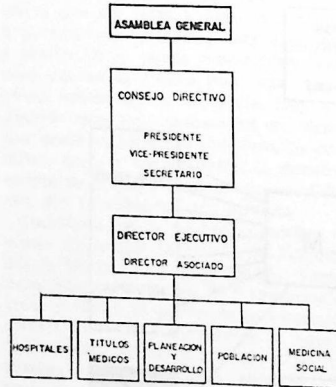 ASAMBLEA GENERAL
CONSEJO DIRECTIVO
PRESIDENTE
VICE-PRESIDENTE
SECRETARIO
DIRECTOR EJECUTIVO
DIRECTOR ASOCIADO
HOSPITALES
TITULOS
MEDICOS
PLANEACION
Y
DESARROLLO
POBLACION
MEDICINA
SOCIAL